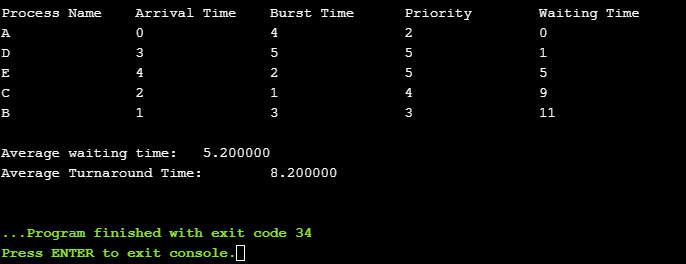 Process Name    Arrival Time    Burst Time      Priority        Waiting Time
A               0               4               2               0
D               3               5               5               1
E               4               2               5               5
C               2               1               4               9
B               1               3               3               11
Average waiting time:   5.200000
Average Turnaround Time:        8.200000
...Program finished with exit code 34
Press ENTER to exit console.